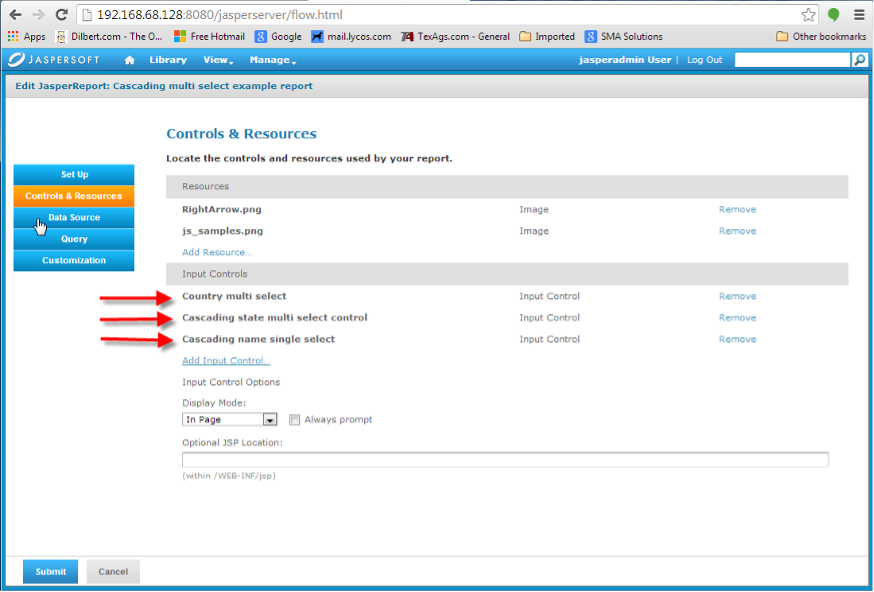 192.168.68.128:8080/jasperserver/flow.html
Apps Dilbert.com - The O... Free Hotmail Google mail.lycos.com TexAgs.com - General Imported SMA Solutions Other bookmarks
JASPERSOFT Library View Manage jasperadmin User | Log Out
Edit JasperReport: Cascading multi select example report
Controls & Resources
Locate the controls and resources used by your report.
Set Up
Controls & Resources
Data Source
Query
Customization
Resources
RightArrow.png Image Remove
js_samples.png Image Remove
Add Resource...
Input Controls
Country multi select Input Control Remove
Cascading state multi select control Input Control Remove
Cascading name single select Input Control Remove
Add Input Control...
Input Control Options
Display Mode:
In Page Always prompt
Optional JSP Location:
(within /WEB-INF/jsp)
Submit Cancel